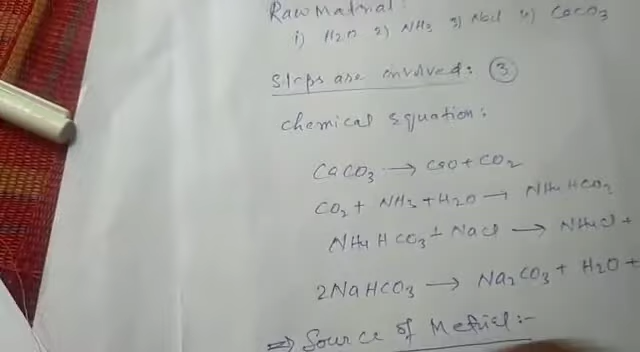 Raw Material:
i) H2O 2) NH3 3) NaCl 4) CaCO3
Steps are involved: 3
Chemical Equation:
CaCO3 → CaO + CO2
CO2 + NH3 + H2O → NH4HCO3
NH4HCO3 + NaCl → NH4Cl +
2NaHCO3 → Na2CO3 + H2O +
⇒ Source of Metrial:-